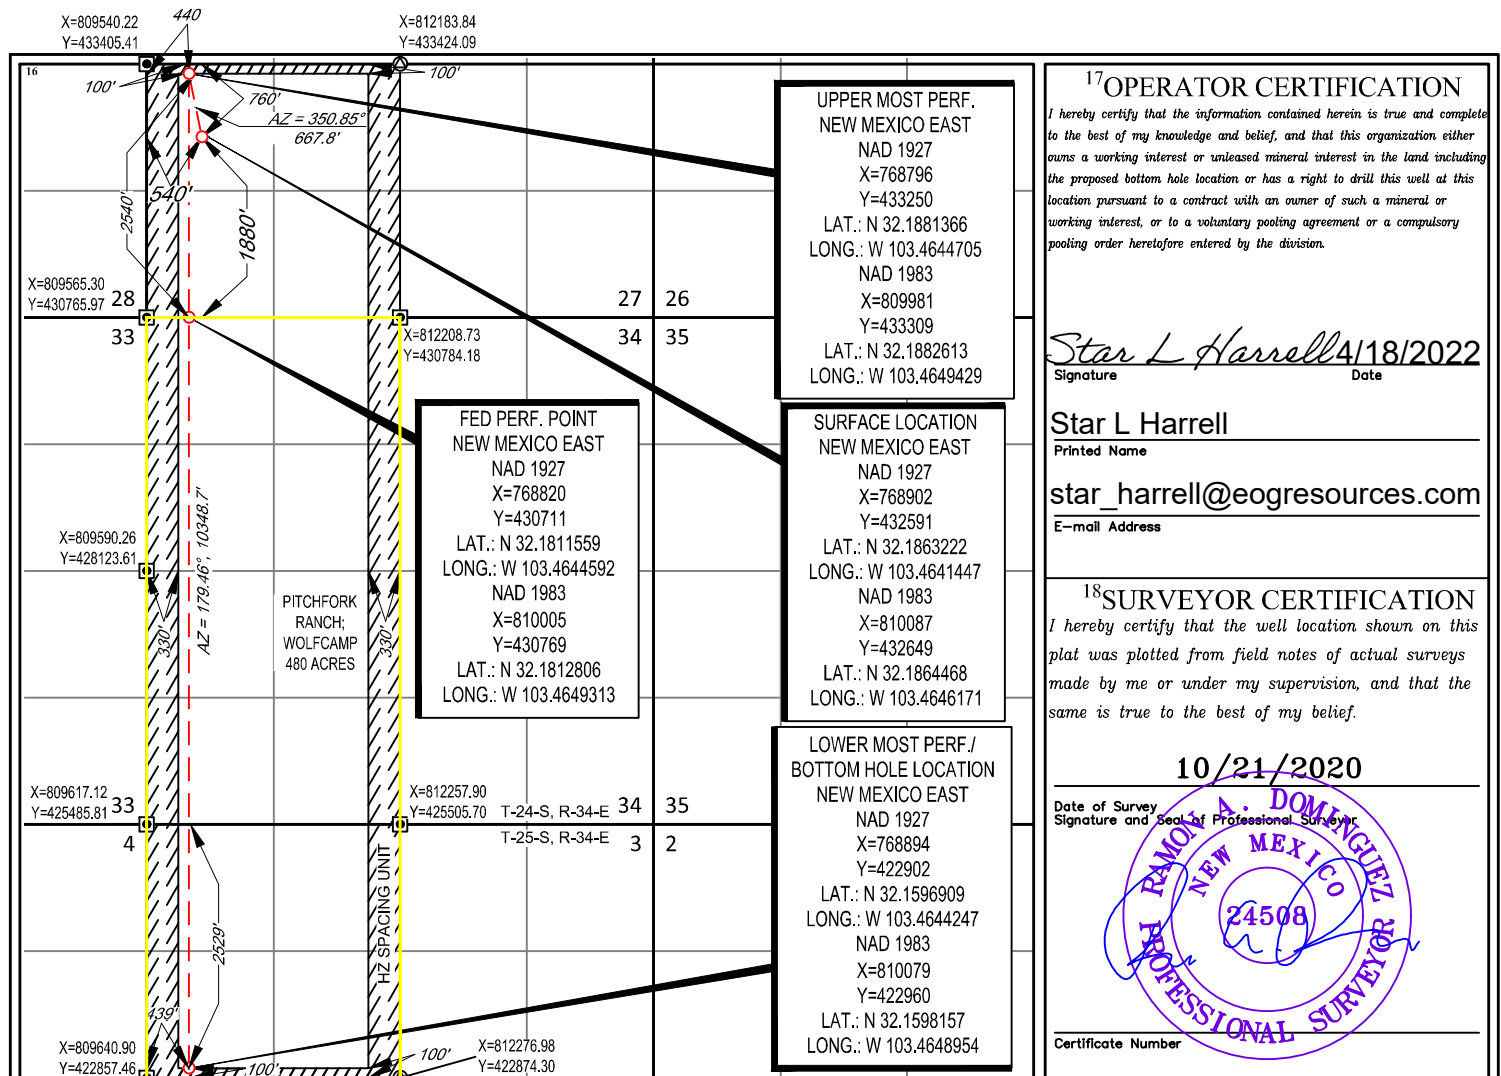 X=809540.22
Y=433405.41
440
X=812183.84
Y=433424.09
16
100'
100'
760'
AZ = 350.85°
667.8'
2540'
540'
1880'
X=809565.30
Y=430765.97
28
33
27
26
34
35
X=812208.73
Y=430784.18
UPPER MOST PERF.
NEW MEXICO EAST
NAD 1927
X=768796
Y=433250
LAT.: N 32.1881366
LONG.: W 103.4644705
NAD 1983
X=809981
Y=433309
LAT.: N 32.1882613
LONG.: W 103.4649429
FED PERF. POINT
NEW MEXICO EAST
NAD 1927
X=768820
Y=430711
LAT.: N 32.1811559
LONG.: W 103.4644592
NAD 1983
X=810005
Y=430769
LAT.: N 32.1812806
LONG.: W 103.4649313
SURFACE LOCATION
NEW MEXICO EAST
NAD 1927
X=768902
Y=432591
LAT.: N 32.1863222
LONG.: W 103.4641447
NAD 1983
X=810087
Y=432649
LAT.: N 32.1864468
LONG.: W 103.4646171
X=809590.26
Y=428123.61
AZ = 179.46°, 10348.7'
330'
330'
PITCHFORK
RANCH;
WOLFCAMP
480 ACRES
X=809617.12
Y=425485.81
33
4
X=812257.90
Y=425505.70
T-24-S, R-34-E
T-25-S, R-34-E
34
35
3
2
LOWER MOST PERF./
BOTTOM HOLE LOCATION
NEW MEXICO EAST
NAD 1927
X=768894
Y=422902
LAT.: N 32.1596909
LONG.: W 103.4644247
NAD 1983
X=810079
Y=422960
LAT.: N 32.1598157
LONG.: W 103.4648954
HZ SPACING UNIT
2529'
439'
X=809640.90
Y=422857.46
100'
100'
X=812276.98
Y=422874.30
17 OPERATOR CERTIFICATION
I hereby certify that the information contained herein is true and complete
to the best of my knowledge and belief, and that this organization either
owns a working interest or unleased mineral interest in the land including
the proposed bottom hole location or has a right to drill this well at this
location pursuant to a contract with an owner of such a mineral or
working interest, or to a voluntary pooling agreement or a compulsory
pooling order heretofore entered by the division.
Star L Harrell 4/18/2022
Signature Date
Star L Harrell
Printed Name
star_harrell@eogresources.com
E-mail Address
18 SURVEYOR CERTIFICATION
I hereby certify that the well location shown on this
plat was plotted from field notes of actual surveys
made by me or under my supervision, and that the
same is true to the best of my belief.
10/21/2020
Date of Survey
Signature and Seal of Professional Surveyor
RAMON A. DOMINGUEZ
NEW MEXICO
24508
PROFESSIONAL SURVEYOR
Certificate Number